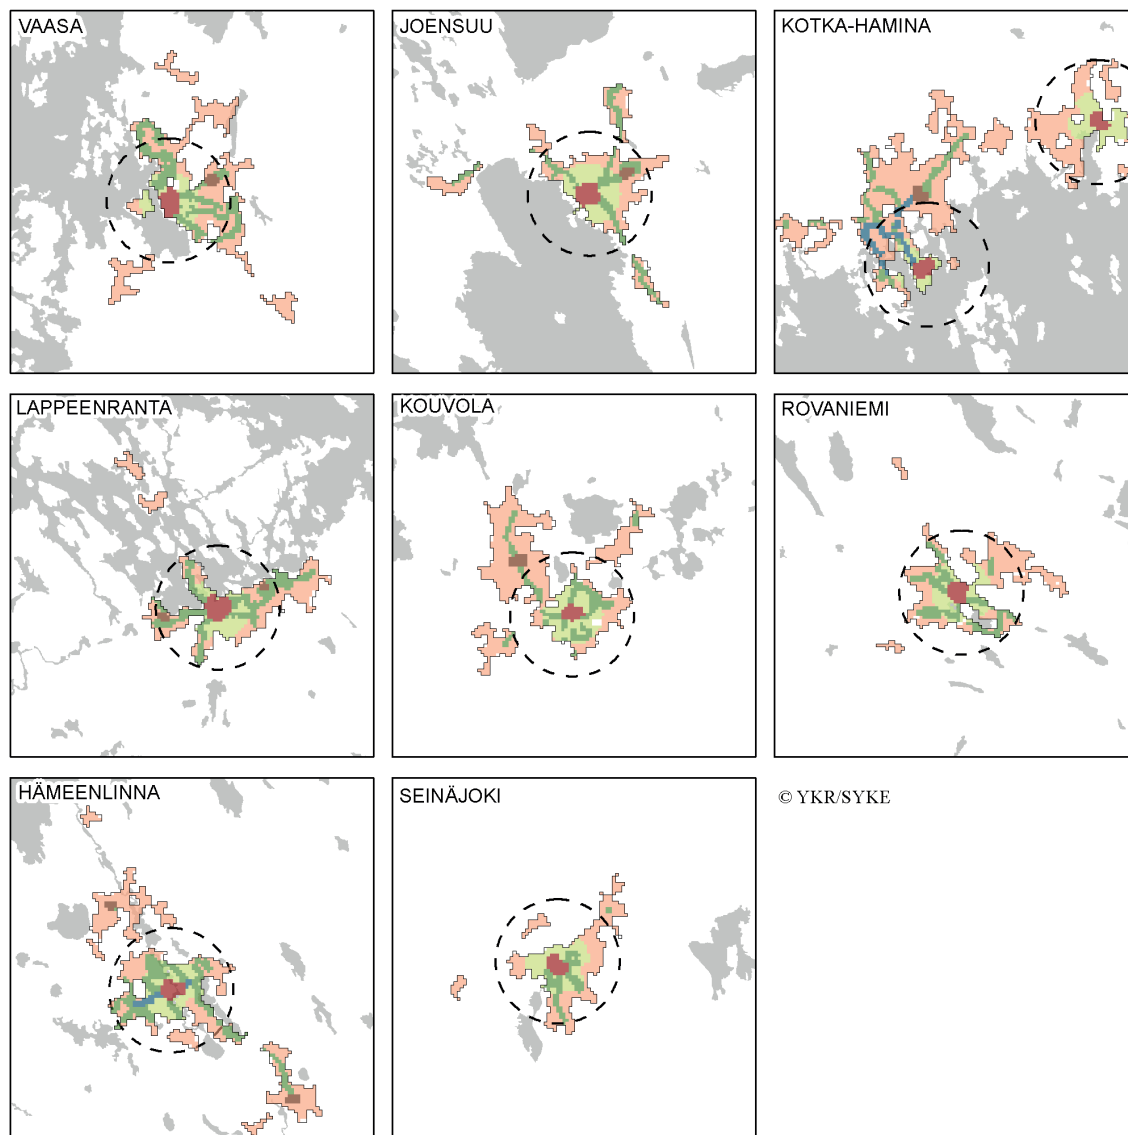 VAASA
JOENSUU
KOTKA-HAMINA
LAPPEENRANTA
KOUVOLA
ROVANIEMI
HÄMEENLINNA
SEINÄJOKI
© YKR/SYKE